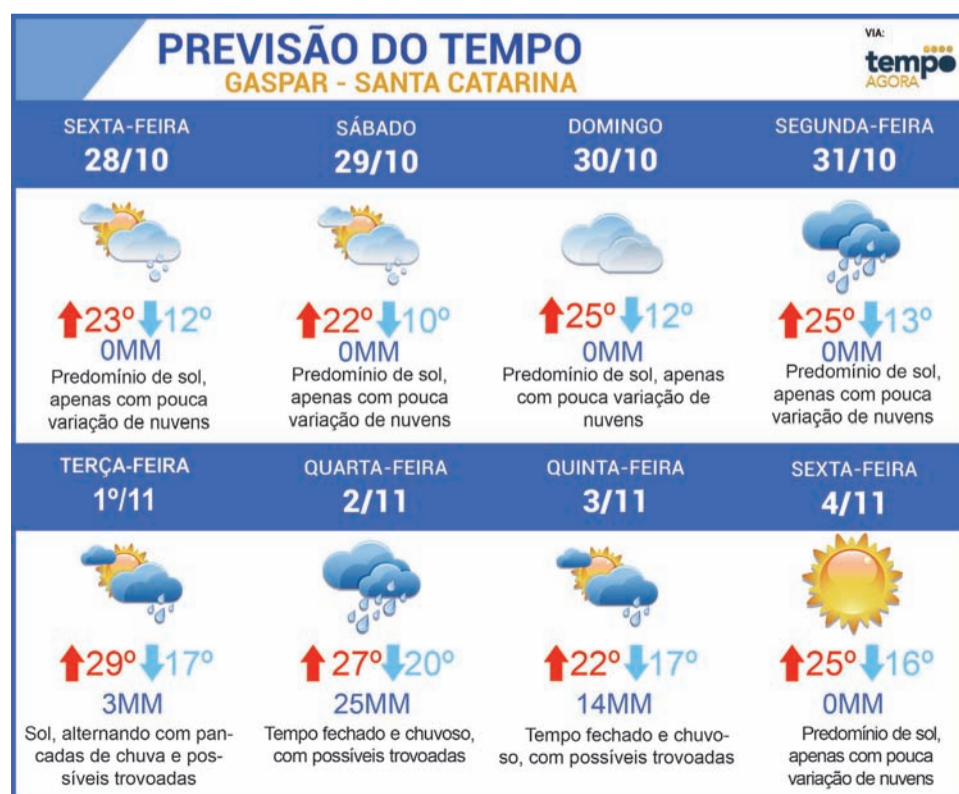 PREVISÃO DO TEMPO
GASPAR - SANTA CATARINA
VIA:
tempo
AGORA
SEXTA-FEIRA
28/10
SÁBADO
29/10
DOMINGO
30/10
SEGUNDA-FEIRA
31/10
23º 12º
0MM
Predomínio de sol,
apenas com pouca
variação de nuvens
22º 10º
0MM
Predomínio de sol,
apenas com pouca
variação de nuvens
25º 12º
0MM
Predomínio de sol, apenas
com pouca variação de
nuvens
25º 13º
0MM
Predomínio de sol,
apenas com pouca
variação de nuvens
TERÇA-FEIRA
1º/11
QUARTA-FEIRA
2/11
QUINTA-FEIRA
3/11
SEXTA-FEIRA
4/11
29º 17º
3MM
Sol, alternando com pan-
cadas de chuva e pos-
síveis trovoadas
27º 20º
25MM
Tempo fechado e chuvoso,
com possíveis trovoadas
22º 17º
14MM
Tempo fechado e chuvo-
so, com possíveis trovoadas
25º 16º
0MM
Predomínio de sol,
apenas com pouca
variação de nuvens